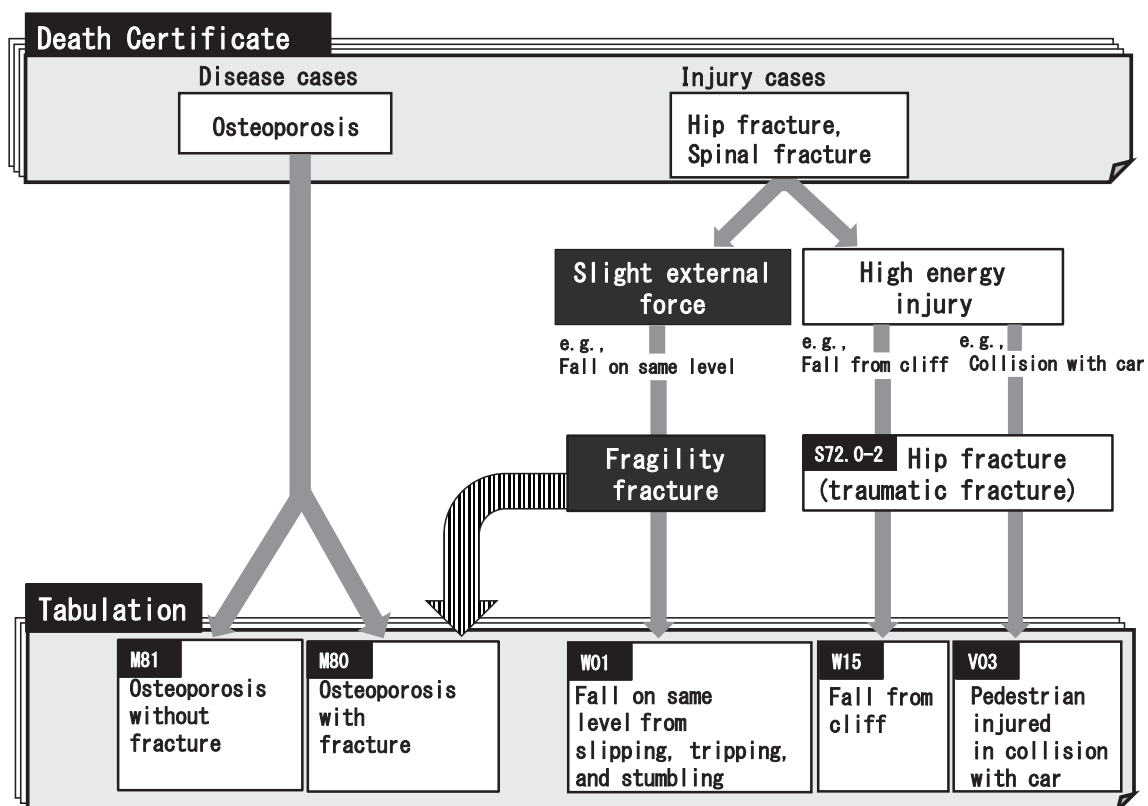 Death Certificate
Disease cases
Osteoporosis
Injury cases
Hip fracture,
Spinal fracture
Slight external
force
High energy
injury
e.g.,
Fall on same level
e.g.,
Fall from cliff
e.g.,
Collision with car
Fragility
fracture
S72.0-2 Hip fracture
(traumatic fracture)
Tabulation
M81
Osteoporosis
without
fracture
M80
Osteoporosis
with
fracture
W01
Fall on same
level from
slipping, tripping,
and stumbling
W15
Fall from
cliff
V03
Pedestrian
injured
in collision
with car